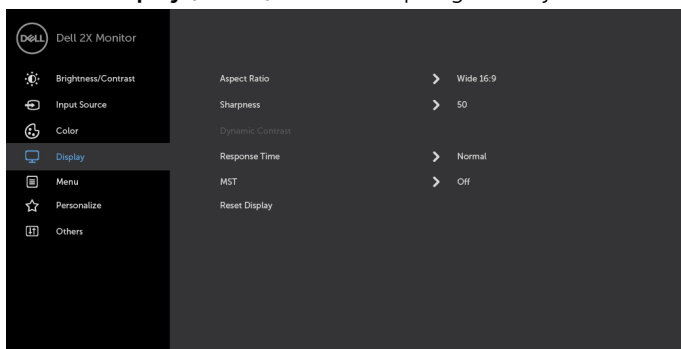 DELL
Dell 2X Monitor
Brightness/Contrast
Input Source
Color
Display
Menu
Personalize
Others
Aspect Ratio Wide 16:9
Sharpness 50
Dynamic Contrast
Response Time Normal
MST Off
Reset Display